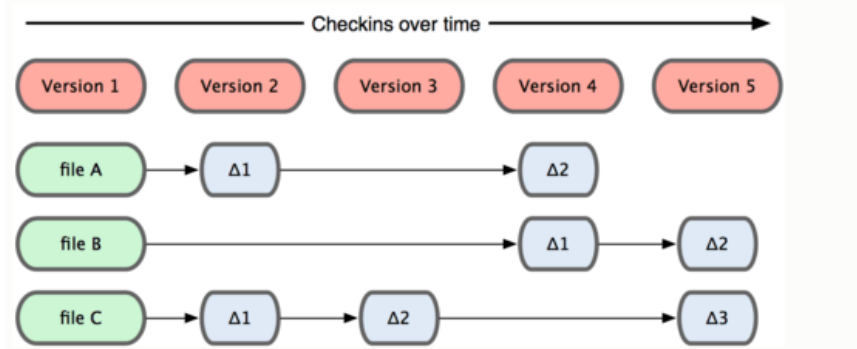 Checkins over time
Version 1 Version 2 Version 3 Version 4 Version 5
file A Δ1 Δ2
file B Δ1 Δ2
file C Δ1 Δ2 Δ3